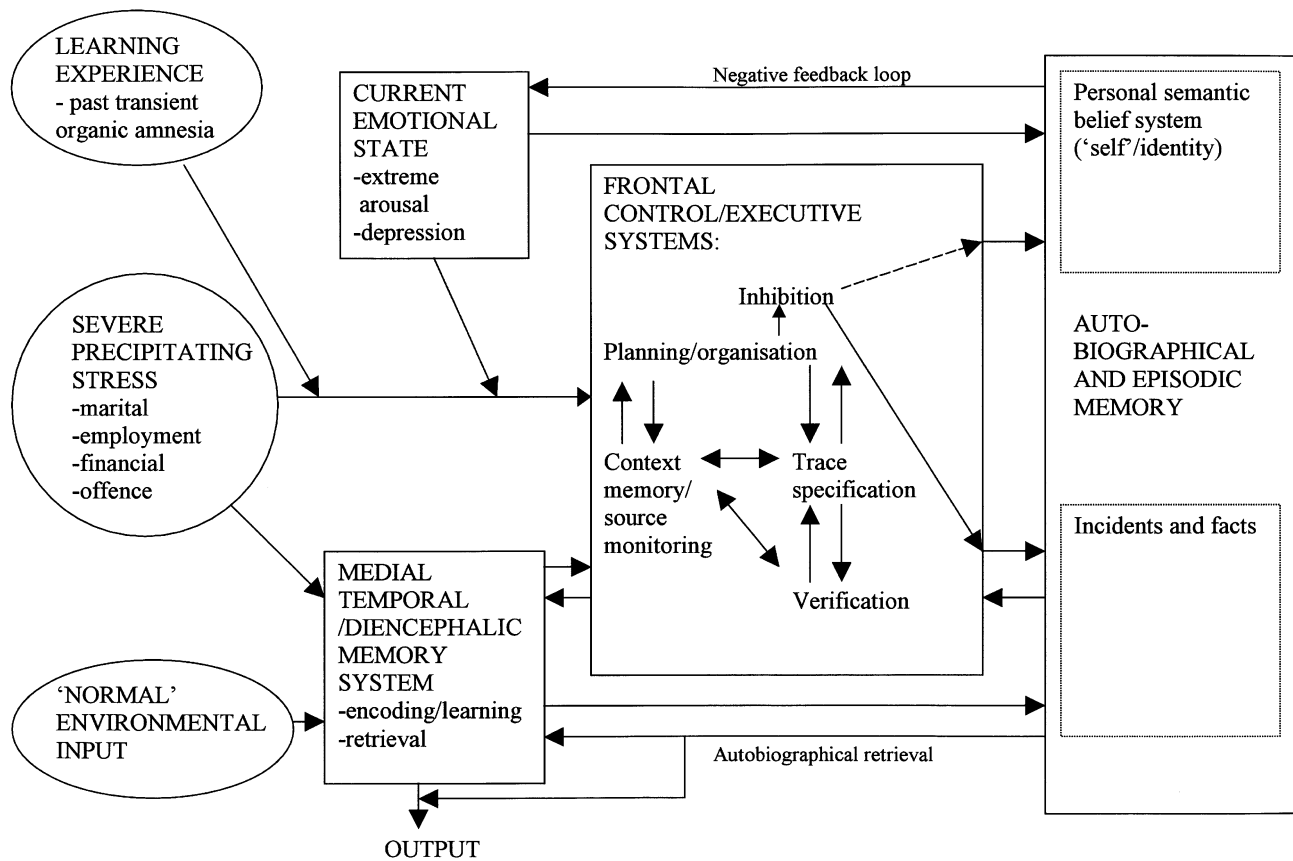 LEARNING
EXPERIENCE
- past transient
organic amnesia
CURRENT
EMOTIONAL
STATE
-extreme
arousal
-depression
Negative feedback loop
Personal semantic
belief system
(‘self’/identity)
FRONTAL
CONTROL/EXECUTIVE
SYSTEMS:
Inhibition
Planning/organisation
Context
memory/
source
monitoring
Trace
specification
Verification
SEVERE
PRECIPITATING
STRESS
-marital
-employment
-financial
-offence
AUTO-
BIOGRAPHICAL
AND EPISODIC
MEMORY
Incidents and facts
MEDIAL
TEMPORAL
/DIENCEPHALIC
MEMORY
SYSTEM
-encoding/learning
-retrieval
‘NORMAL’
ENVIRONMENTAL
INPUT
Autobiographical retrieval
OUTPUT